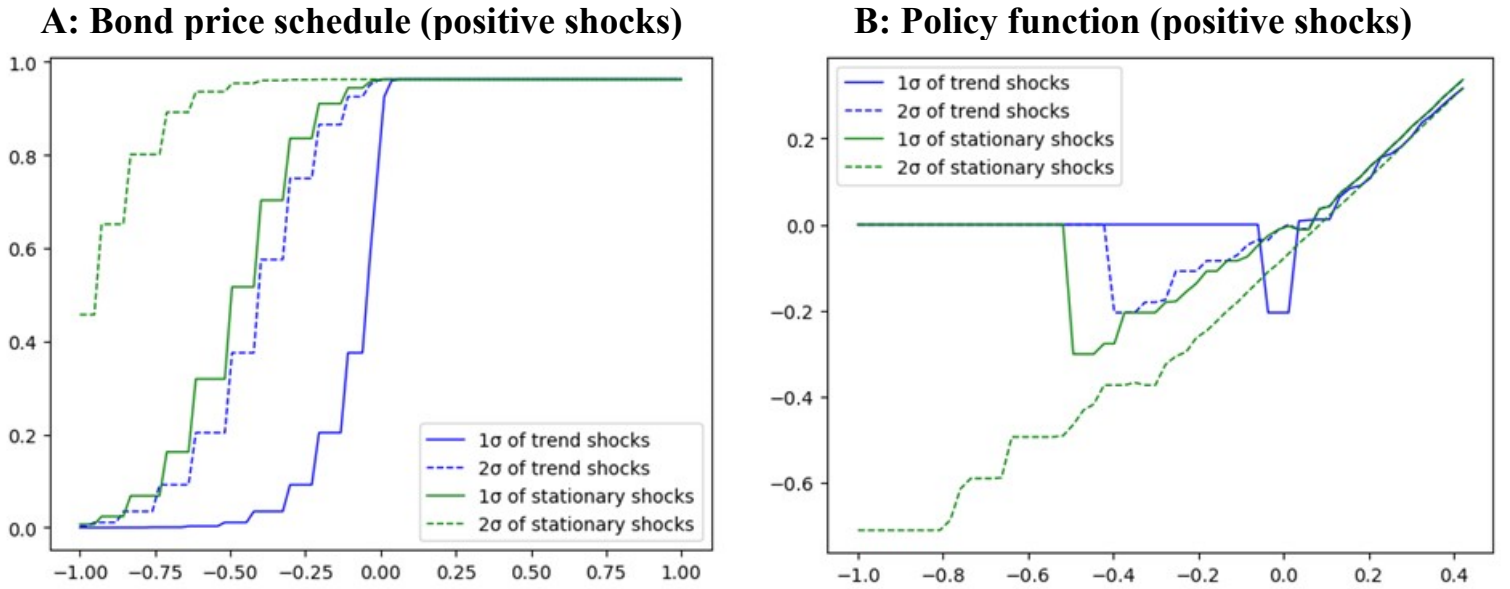 A: Bond price schedule (positive shocks)
1.0
0.8
0.6
0.4
0.2
0.0
1σ of trend shocks
2σ of trend shocks
1σ of stationary shocks
2σ of stationary shocks
−1.00 −0.75 −0.50 −0.25 0.00 0.25 0.50 0.75 1.00
B: Policy function (positive shocks)
1σ of trend shocks
2σ of trend shocks
1σ of stationary shocks
2σ of stationary shocks
0.2
0.0
−0.2
−0.4
−0.6
−1.0 −0.8 −0.6 −0.4 −0.2 0.0 0.2 0.4